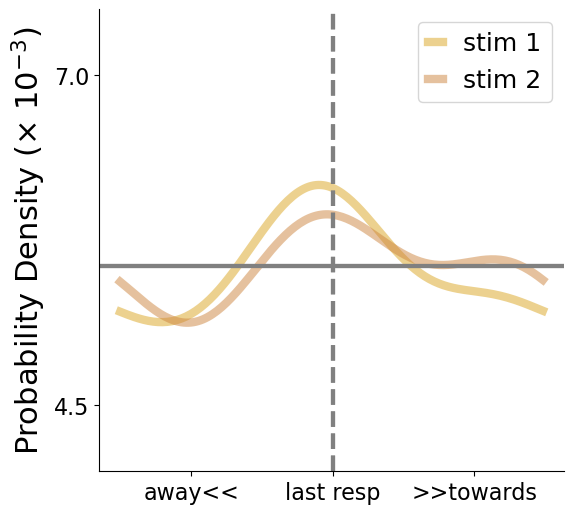 stim 1
stim 2
Probability Density (× 10⁻³)
7.0
4.5
away<<
last resp
>>towards